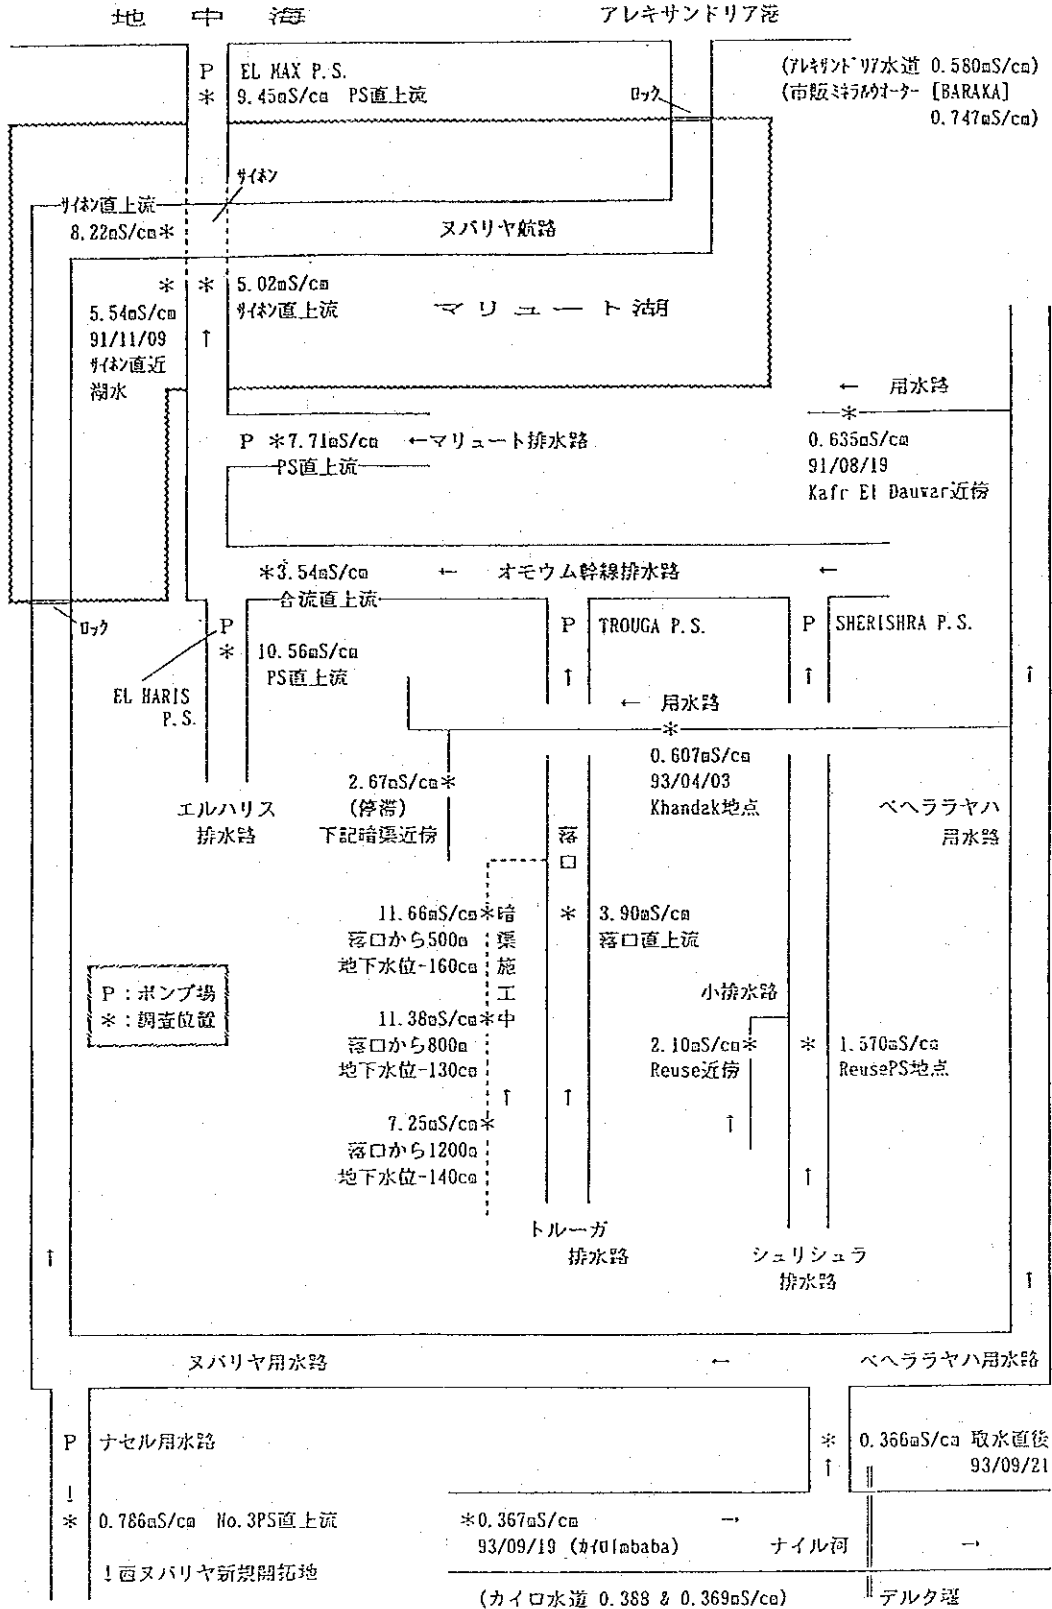 地 中 海
アレキサンドリア港
P
EL MAX P.S.
* 9.45mS/cm PS直上流
ロック
(アレキサンドリア水道 0.580mS/cm)
(市販ミネラルウオーター [BARAKA]
0.747mS/cm)
サイホン
サイホン直上流
8.22mS/cm*
ヌバリヤ航路
* * 5.02mS/cm
サイホン直上流
5.54mS/cm
91/11/09
サイホン直近
湖水
↑
マリュート湖
← 用水路
*
0.635mS/cm
91/08/19
Kafr El Dauwar近傍
P *7.71mS/cm ←マリュート排水路
PS直上流
*3.54mS/cm ← オモウム幹線排水路 ←
合流直上流
ロック
P
* 10.56mS/cm
PS直上流
EL HARIS
P.S.
P TROUGA P.S.
↑
P SHERISHRA P.S.
↑
↑
← 用水路
*
0.607mS/cm
93/04/03
Khandak地点
2.67mS/cm*
(停滞)
下記暗渠近傍
エルハリス
排水路
ベヘララヤハ
用水路
落
口
11.66mS/cm*
落口から500m
地下水位-160cm
暗
渠
施
工
中
* 3.90mS/cm
落口直上流
P:ポンプ場
*:調査位置
11.38mS/cm*
落口から800m
地下水位-130cm
小排水路
2.10mS/cm*
Reuse近傍
* 1.570mS/cm
ReusePS地点
↑ ↑
7.25mS/cm*
落口から1200m
地下水位-140cm
↑
↑
トルーガ
排水路
シュリシュラ
排水路
↑
↑
ヌバリヤ用水路 ← ベヘララヤハ用水路
P ナセル用水路
↓
* 0.786mS/cm No.3PS直上流
↓西ヌバリヤ新規開拓地
* 0.366mS/cm 取水直後
↑ 93/09/21
*0.367mS/cm →
93/09/19 (カイロImbaba) ナイル河 →
(カイロ水道 0.388 & 0.369mS/cm)
デルタ堰